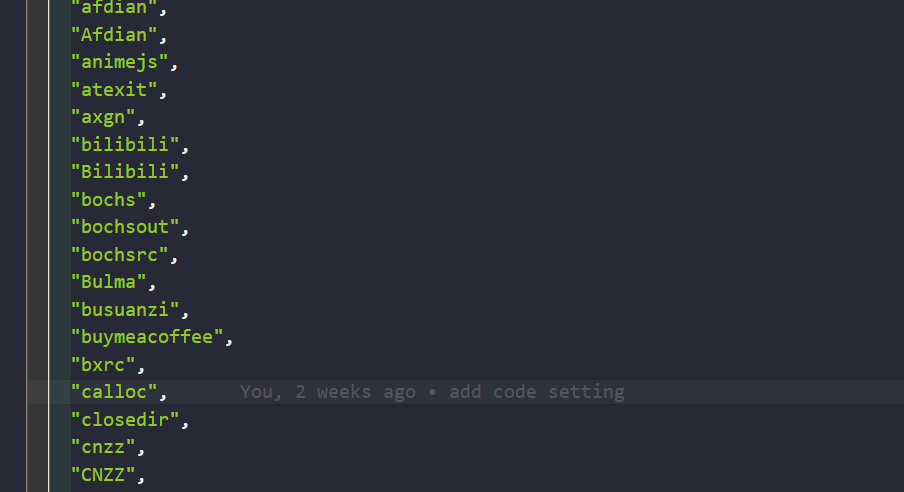 "afdian",
"Afdian",
"animejs",
"atexit",
"axgn",
"bilibili",
"Bilibili",
"bochs",
"bochsout",
"bochsrc",
"Bulma",
"busuanzi",
"buymeacoffee",
"bxrc",
"calloc", You, 2 weeks ago • add code setting
"closedir",
"cnzz",
"CNZZ",